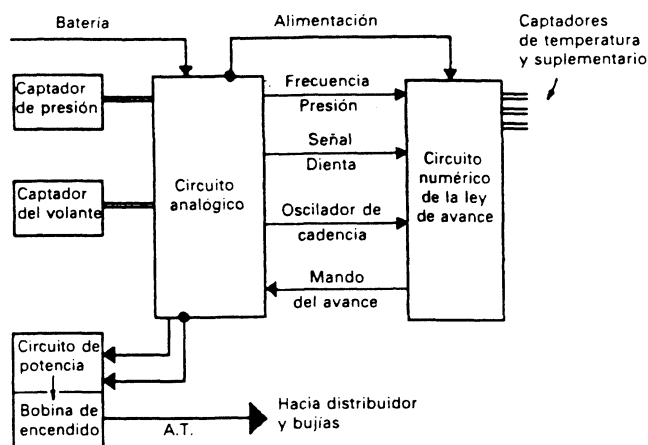 Batería
Alimentación
Captadores
de temperatura
y suplementario
Captador
de presión
Frecuencia
Presión
Señal
Dienta
Circuito
analógico
Circuito
numérico
de la ley
de avance
Captador
del volante
Oscilador de
cadencia
Mando
del avance
Circuito de
potencia
Bobina de
encendido
A.T.
Hacia distribuidor
y bujías